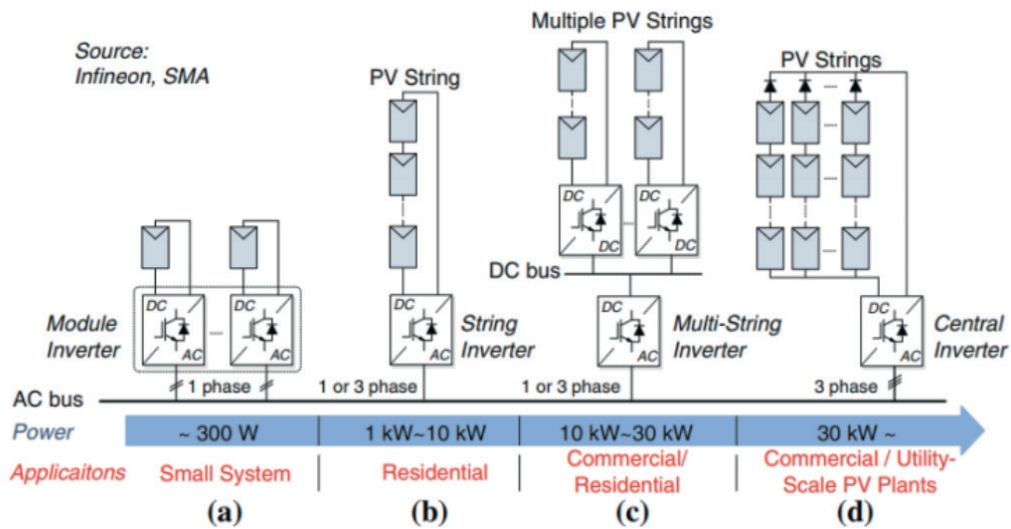 Source:
Infineon, SMA
PV String
Multiple PV Strings
PV Strings
DC
DC
DC
DC
DC bus
DC
AC
DC
AC
Module
Inverter
DC
AC
String
Inverter
DC
AC
Multi-String
Inverter
DC
AC
Central
Inverter
1 phase
1 or 3 phase
1 or 3 phase
3 phase
AC bus
Power
~ 300 W
1 kW~10 kW
10 kW~30 kW
30 kW ~
Applicaitons
Small System
Residential
Commercial/
Residential
Commercial / Utility-
Scale PV Plants
(a)
(b)
(c)
(d)